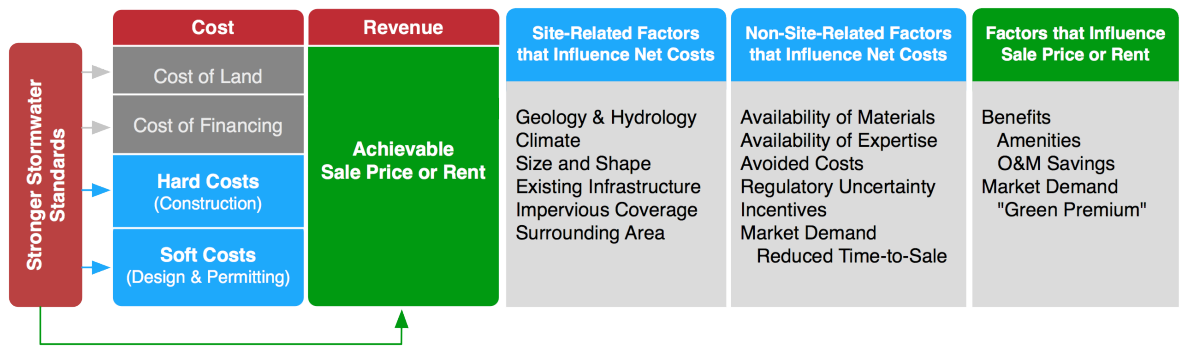 Stronger Stormwater
Standards
Cost
Cost of Land
Cost of Financing
Hard Costs
(Construction)
Soft Costs
(Design & Permitting)
Revenue
Achievable
Sale Price or Rent
Site-Related Factors
that Influence Net Costs
Geology & Hydrology
Climate
Size and Shape
Existing Infrastructure
Impervious Coverage
Surrounding Area
Non-Site-Related Factors
that Influence Net Costs
Availability of Materials
Availability of Expertise
Avoided Costs
Regulatory Uncertainty
Incentives
Market Demand
Reduced Time-to-Sale
Factors that Influence
Sale Price or Rent
Benefits
Amenities
O&M Savings
Market Demand
"Green Premium"